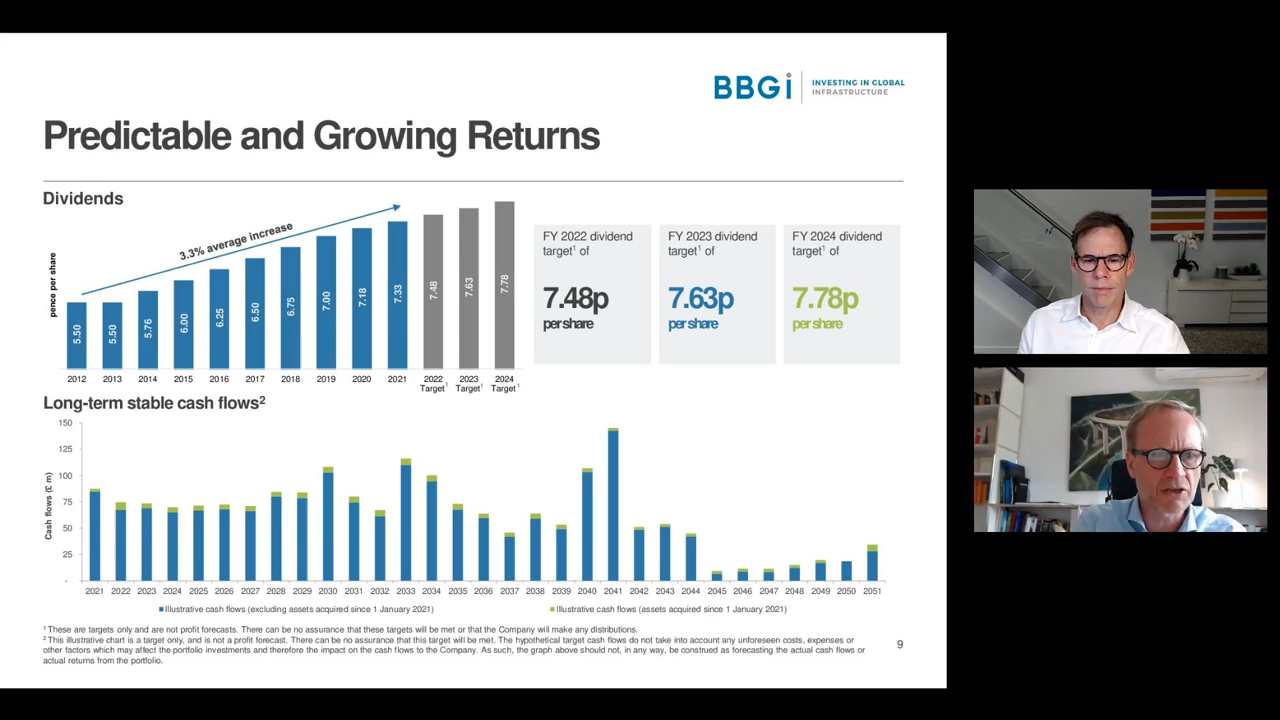 BBGi
INVESTING IN GLOBAL
INFRASTRUCTURE
Predictable and Growing Returns
Dividends
pence per share
3.3% average increase
5.50
5.50
5.76
6.00
6.25
6.50
6.75
7.00
7.18
7.33
7.48
7.63
7.78
2012 2013 2014 2015 2016 2017 2018 2019 2020 2021 2022 2023 2024
Target¹ Target¹ Target¹
FY 2022 dividend
target¹ of
7.48p
per share
FY 2023 dividend
target¹ of
7.63p
per share
FY 2024 dividend
target¹ of
7.78p
per share
Long-term stable cash flows²
Cash flows (£ m)
150
125
100
75
50
25
-
2021 2022 2023 2024 2025 2026 2027 2028 2029 2030 2031 2032 2033 2034 2035 2036 2037 2038 2039 2040 2041 2042 2043 2044 2045 2046 2047 2048 2049 2050 2051
Illustrative cash flows (excluding assets acquired since 1 January 2021)
Illustrative cash flows (assets acquired since 1 January 2021)
¹ These are targets only and are not profit forecasts. There can be no assurance that these targets will be met or that the Company will make any distributions.
² This illustrative chart is a target only, and is not a profit forecast. There can be no assurance that this target will be met. The hypothetical target cash flows do not take into account any unforeseen costs, expenses or
other factors which may affect the portfolio investments and therefore the impact on the cash flows to the Company. As such, the graph above should not, in any way, be construed as forecasting the actual cash flows or
actual returns from the portfolio.
9